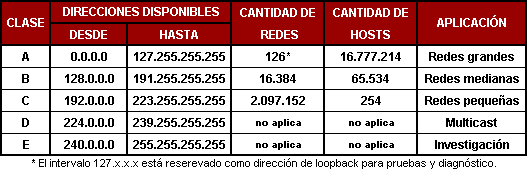 CLASE DIRECCIONES DISPONIBLES CANTIDAD DE REDES CANTIDAD DE HOSTS APLICACIÓN
DESDE HASTA
A 0.0.0.0 127.255.255.255 126* 16.777.214 Redes grandes
B 128.0.0.0 191.255.255.255 16.384 65.534 Redes medianas
C 192.0.0.0 223.255.255.255 2.097.152 254 Redes pequeñas
D 224.0.0.0 239.255.255.255 no aplica no aplica Multicast
E 240.0.0.0 255.255.255.255 no aplica no aplica Investigación
* El intervalo 127.x.x.x está reserevado como dirección de loopback para pruebas y diagnóstico.